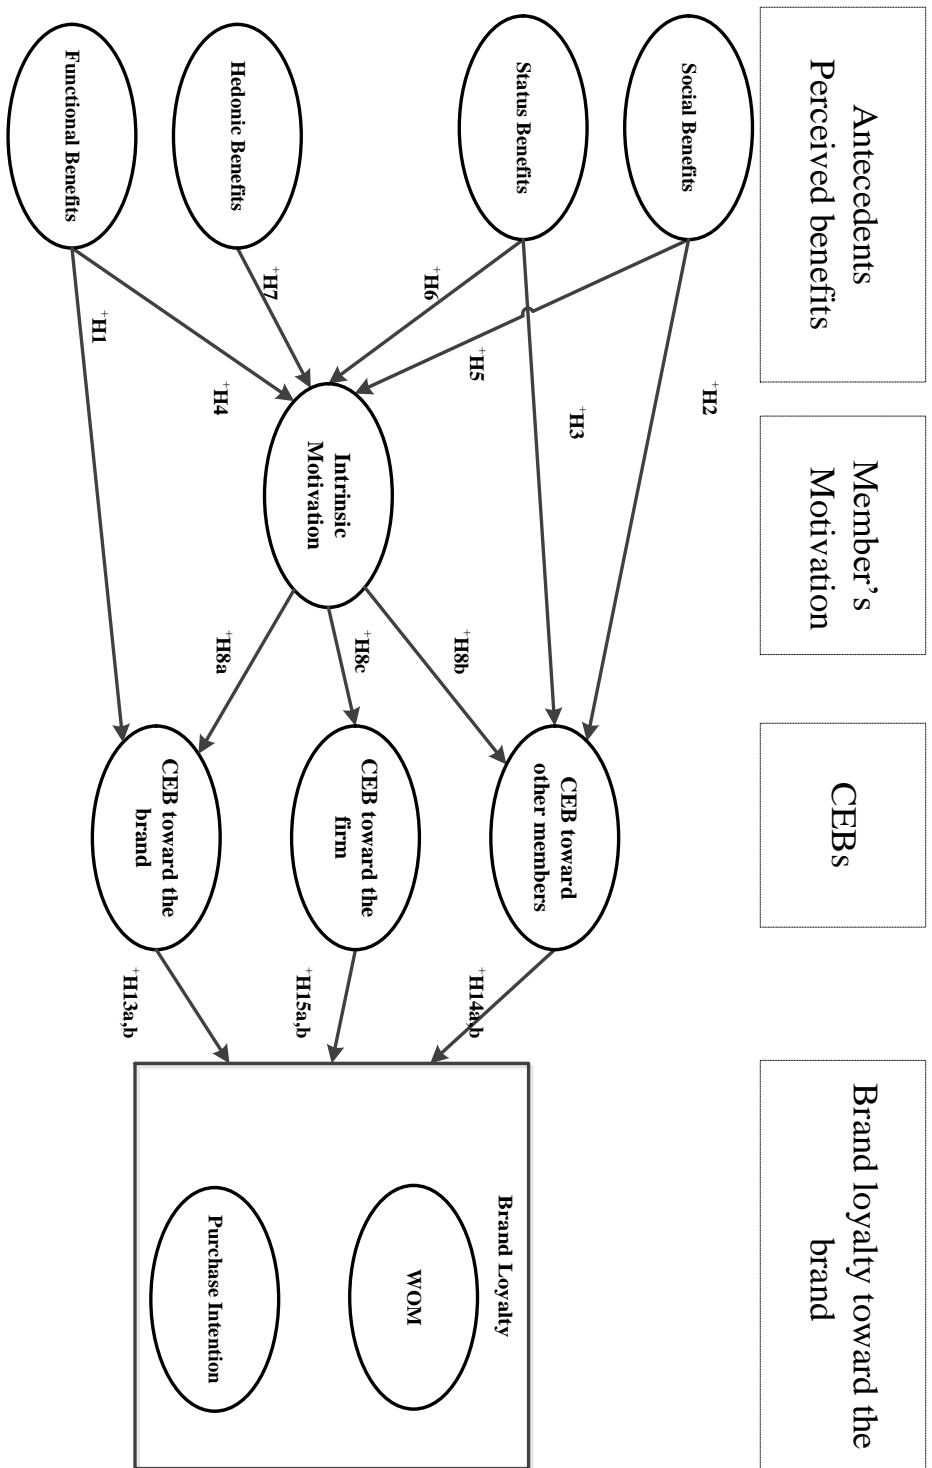 Antecedents
Perceived benefits
Member’s
Motivation
CEBs
Brand loyalty toward the
brand
Social Benefits
Status Benefits
Hedonic Benefits
Functional Benefits
+H2
+H3
+H5
+H6
+H7
+H4
+H1
Intrinsic
Motivation
+H8b
+H8c
+H8a
CEB toward
other members
CEB toward the
firm
CEB toward the
brand
+H14a,b
+H15a,b
+H13a,b
Brand Loyalty
WOM
Purchase Intention